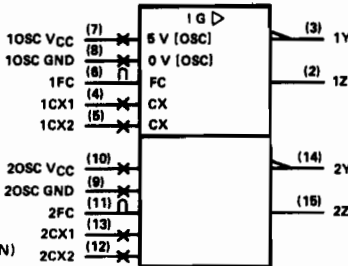 ! G ▷
1OSC VCC (7) 5 V [OSC] (3) 1Y
1OSC GND (8) 0 V [OSC]
1FC (6) ∩ FC (2) 1Z
1CX1 (4) CX
1CX2 (5) CX
2OSC VCC (10) (14) 2Y
2OSC GND (9)
2FC (11) ∩ (15) 2Z
2CX1 (13)
N) 2CX2 (12)